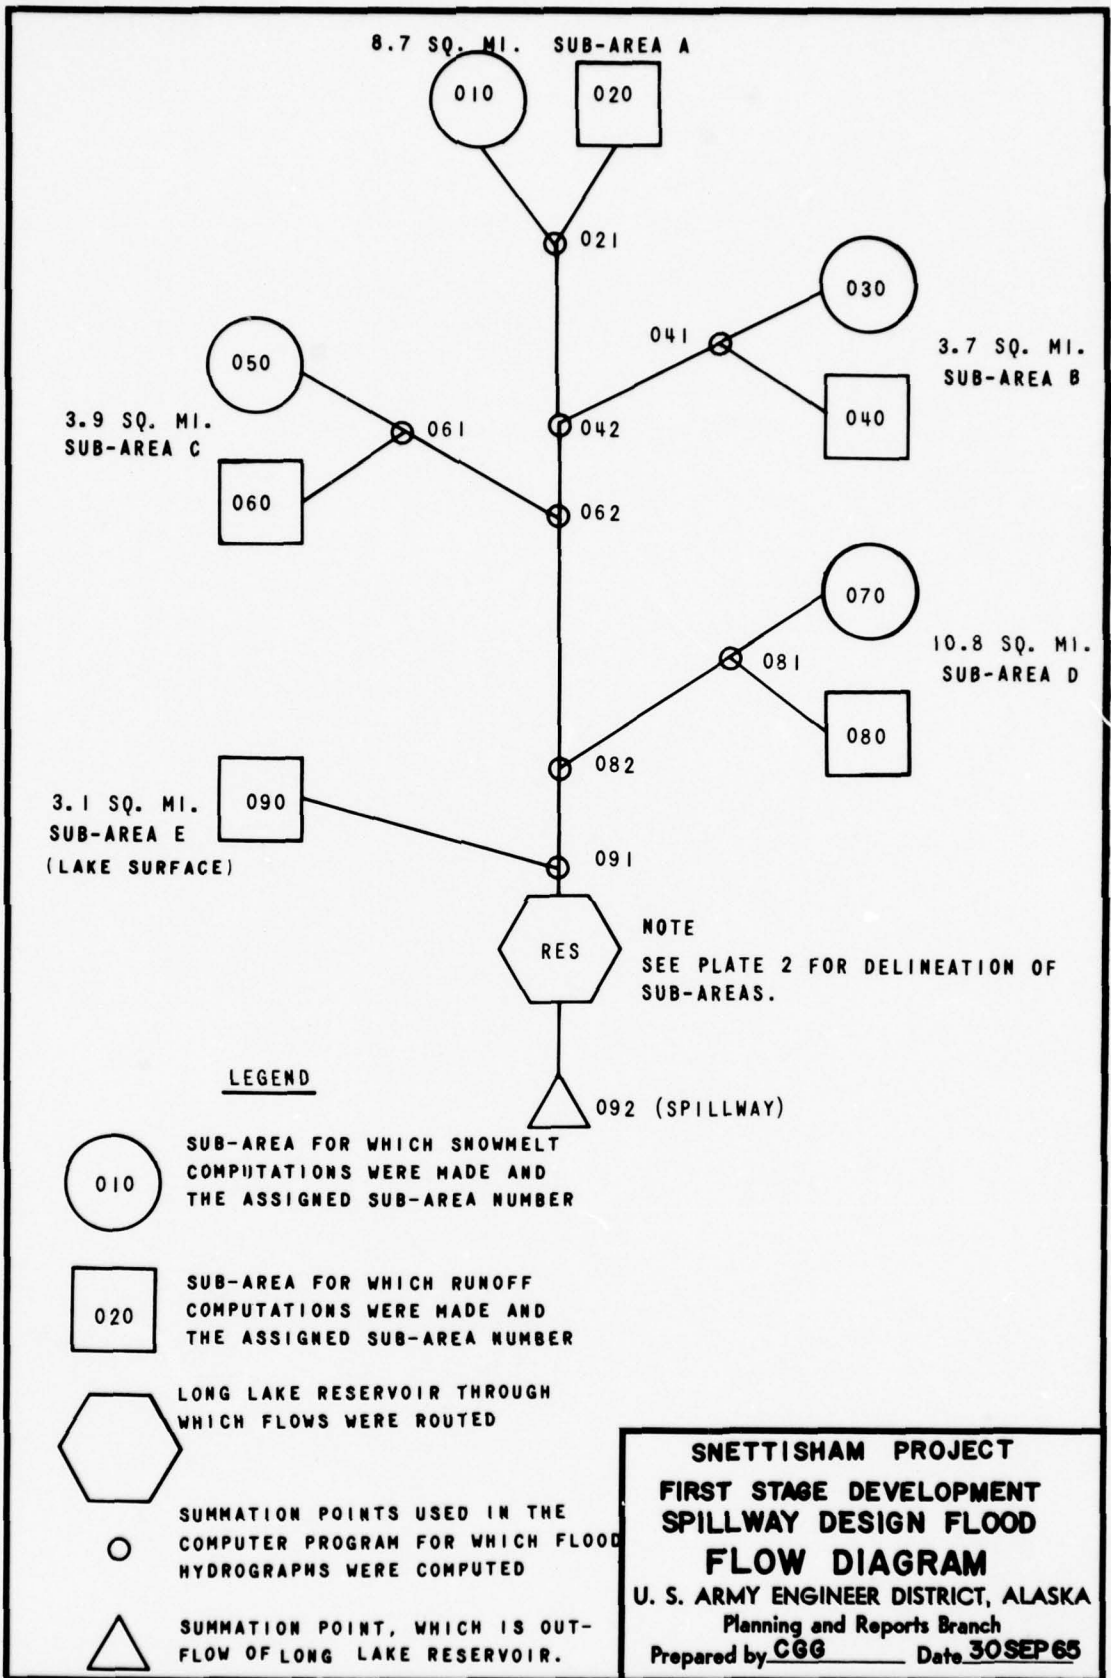 8.7 SQ. MI. SUB-AREA A
010
020
021
030
041
3.7 SQ. MI.
SUB-AREA B
040
042
050
3.9 SQ. MI.
SUB-AREA C
061
060
062
070
10.8 SQ. MI.
SUB-AREA D
081
080
082
3.1 SQ. MI.
SUB-AREA E
(LAKE SURFACE)
090
091
RES
NOTE
SEE PLATE 2 FOR DELINEATION OF
SUB-AREAS.
092 (SPILLWAY)
LEGEND
010
SUB-AREA FOR WHICH SNOWMELT
COMPUTATIONS WERE MADE AND
THE ASSIGNED SUB-AREA NUMBER
020
SUB-AREA FOR WHICH RUNOFF
COMPUTATIONS WERE MADE AND
THE ASSIGNED SUB-AREA NUMBER
LONG LAKE RESERVOIR THROUGH
WHICH FLOWS WERE ROUTED
SUMMATION POINTS USED IN THE
COMPUTER PROGRAM FOR WHICH FLOOD
HYDROGRAPHS WERE COMPUTED
SUMMATION POINT, WHICH IS OUT-
FLOW OF LONG LAKE RESERVOIR.
SNETTISHAM PROJECT
FIRST STAGE DEVELOPMENT
SPILLWAY DESIGN FLOOD
FLOW DIAGRAM
U. S. ARMY ENGINEER DISTRICT, ALASKA
Planning and Reports Branch
Prepared by CGG Date 30 SEP 65